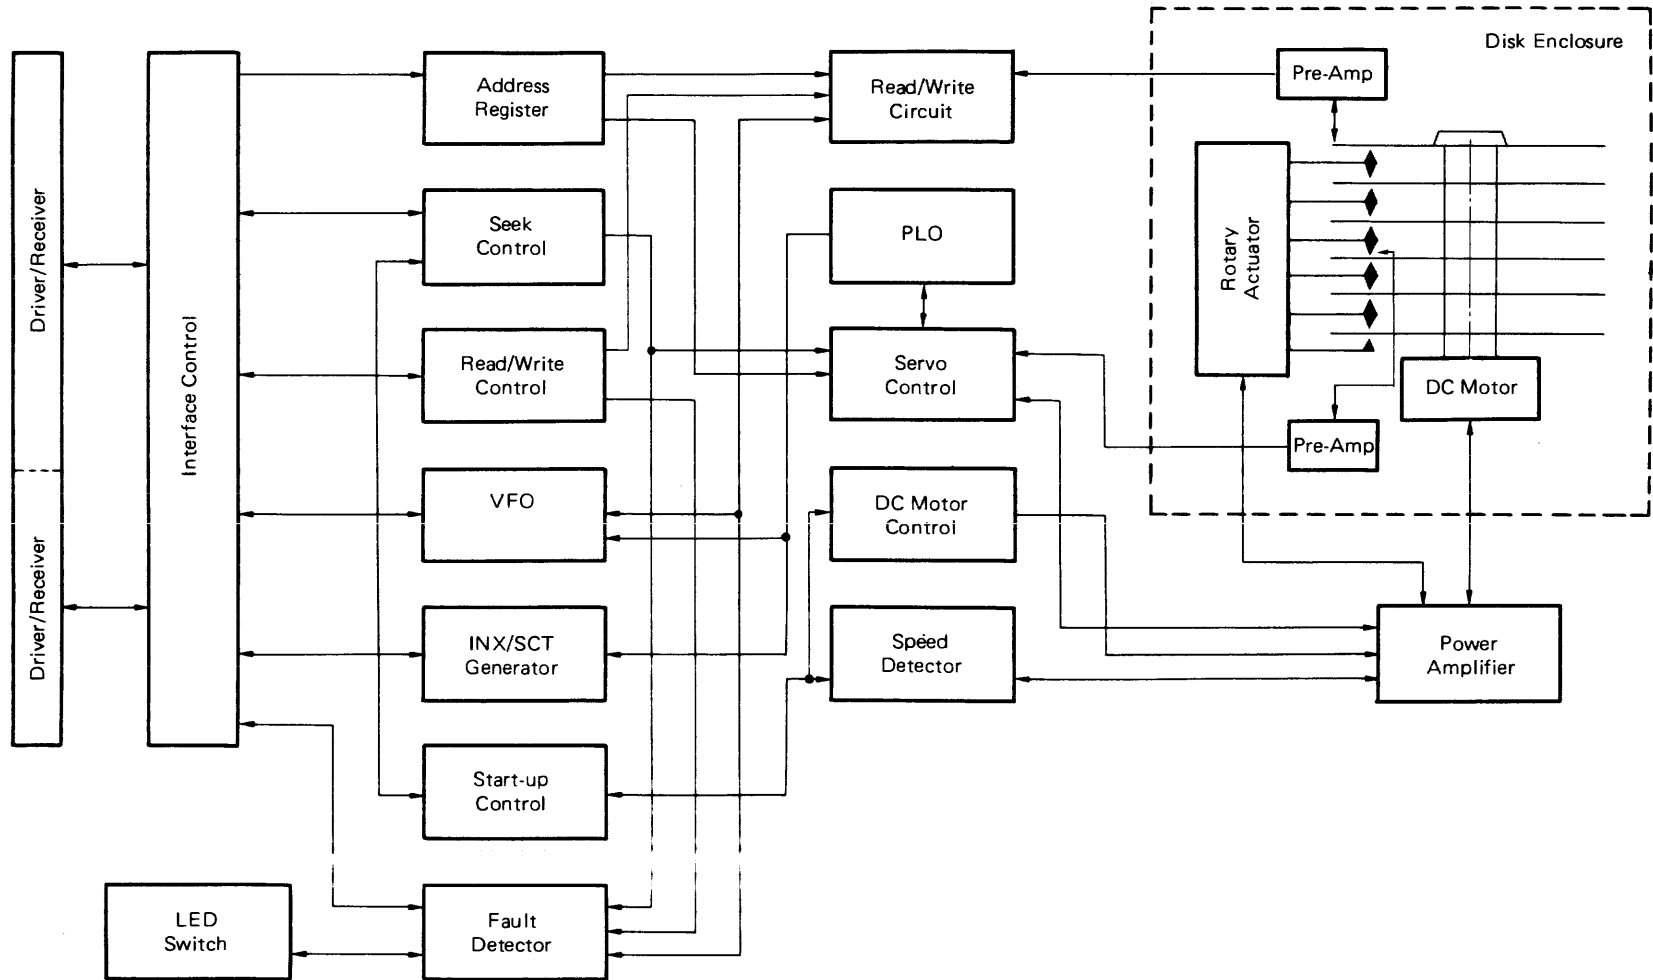 Disk Enclosure
Driver/Receiver
Driver/Receiver
Interface Control
Address
Register
Read/Write
Circuit
Pre-Amp
Seek
Control
PLO
Rotary
Actuator
Read/Write
Control
Servo
Control
DC Motor
Pre-Amp
VFO
DC Motor
Control
INX/SCT
Generator
Speed
Detector
Power
Amplifier
Start-up
Control
LED
Switch
Fault
Detector